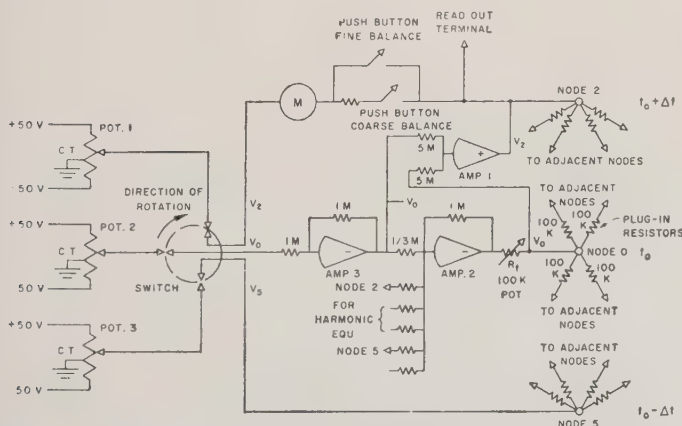 PUSH BUTTON
FINE BALANCE
READ OUT
TERMINAL
M
PUSH BUTTON
COARSE BALANCE
NODE 2
t₀ + Δt
TO ADJACENT NODES
5 M
5 M
AMP 1
+
V₂
+50 V
POT. 1
C T
50 V
DIRECTION OF
ROTATION
V₂
V₀
V₅
SWITCH
+50 V
POT. 2
C T
50 V
+50 V
POT. 3
C T
50 V
1 M
1 M
−
AMP 3
V₀
1/3 M
1 M
−
AMP. 2
R₁
100 K
POT
V₀
NODE 2
FOR
HARMONIC
EQU
NODE 5
TO ADJACENT
NODES
100
K
100
K
PLUG-IN
RESISTORS
NODE 0
t₀
100
K
100
K
TO ADJACENT
NODES
TO ADJACENT
NODES
NODE 5
t₀ − Δt